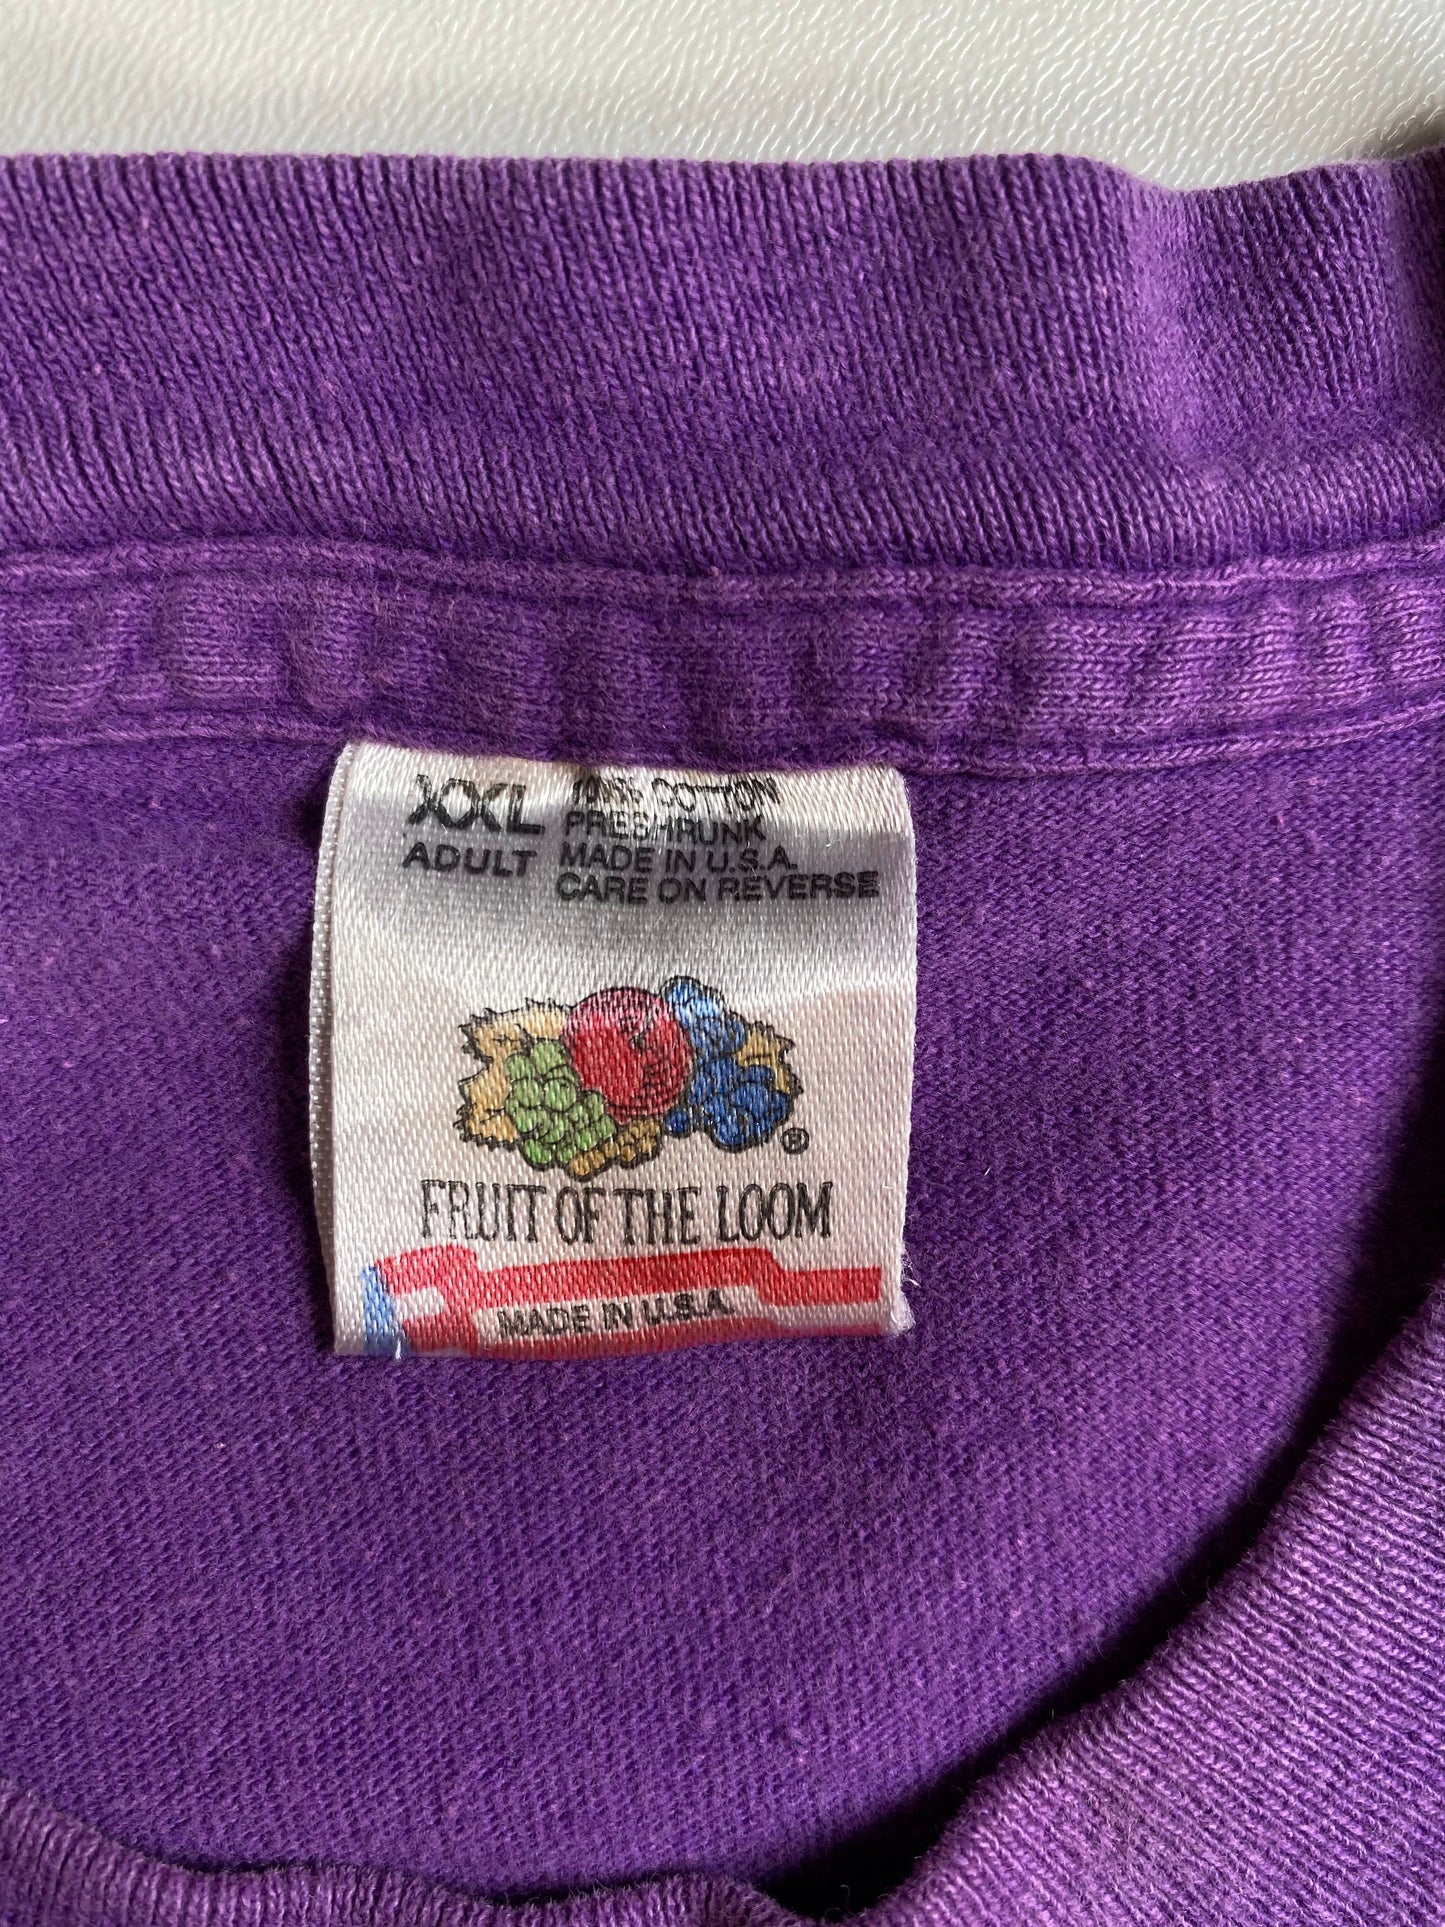 XXL
ADULT
100% COTTON
PRESHRUNK
MADE IN U.S.A.
CARE ON REVERSE
®
FRUIT OF THE LOOM
MADE IN U.S.A.